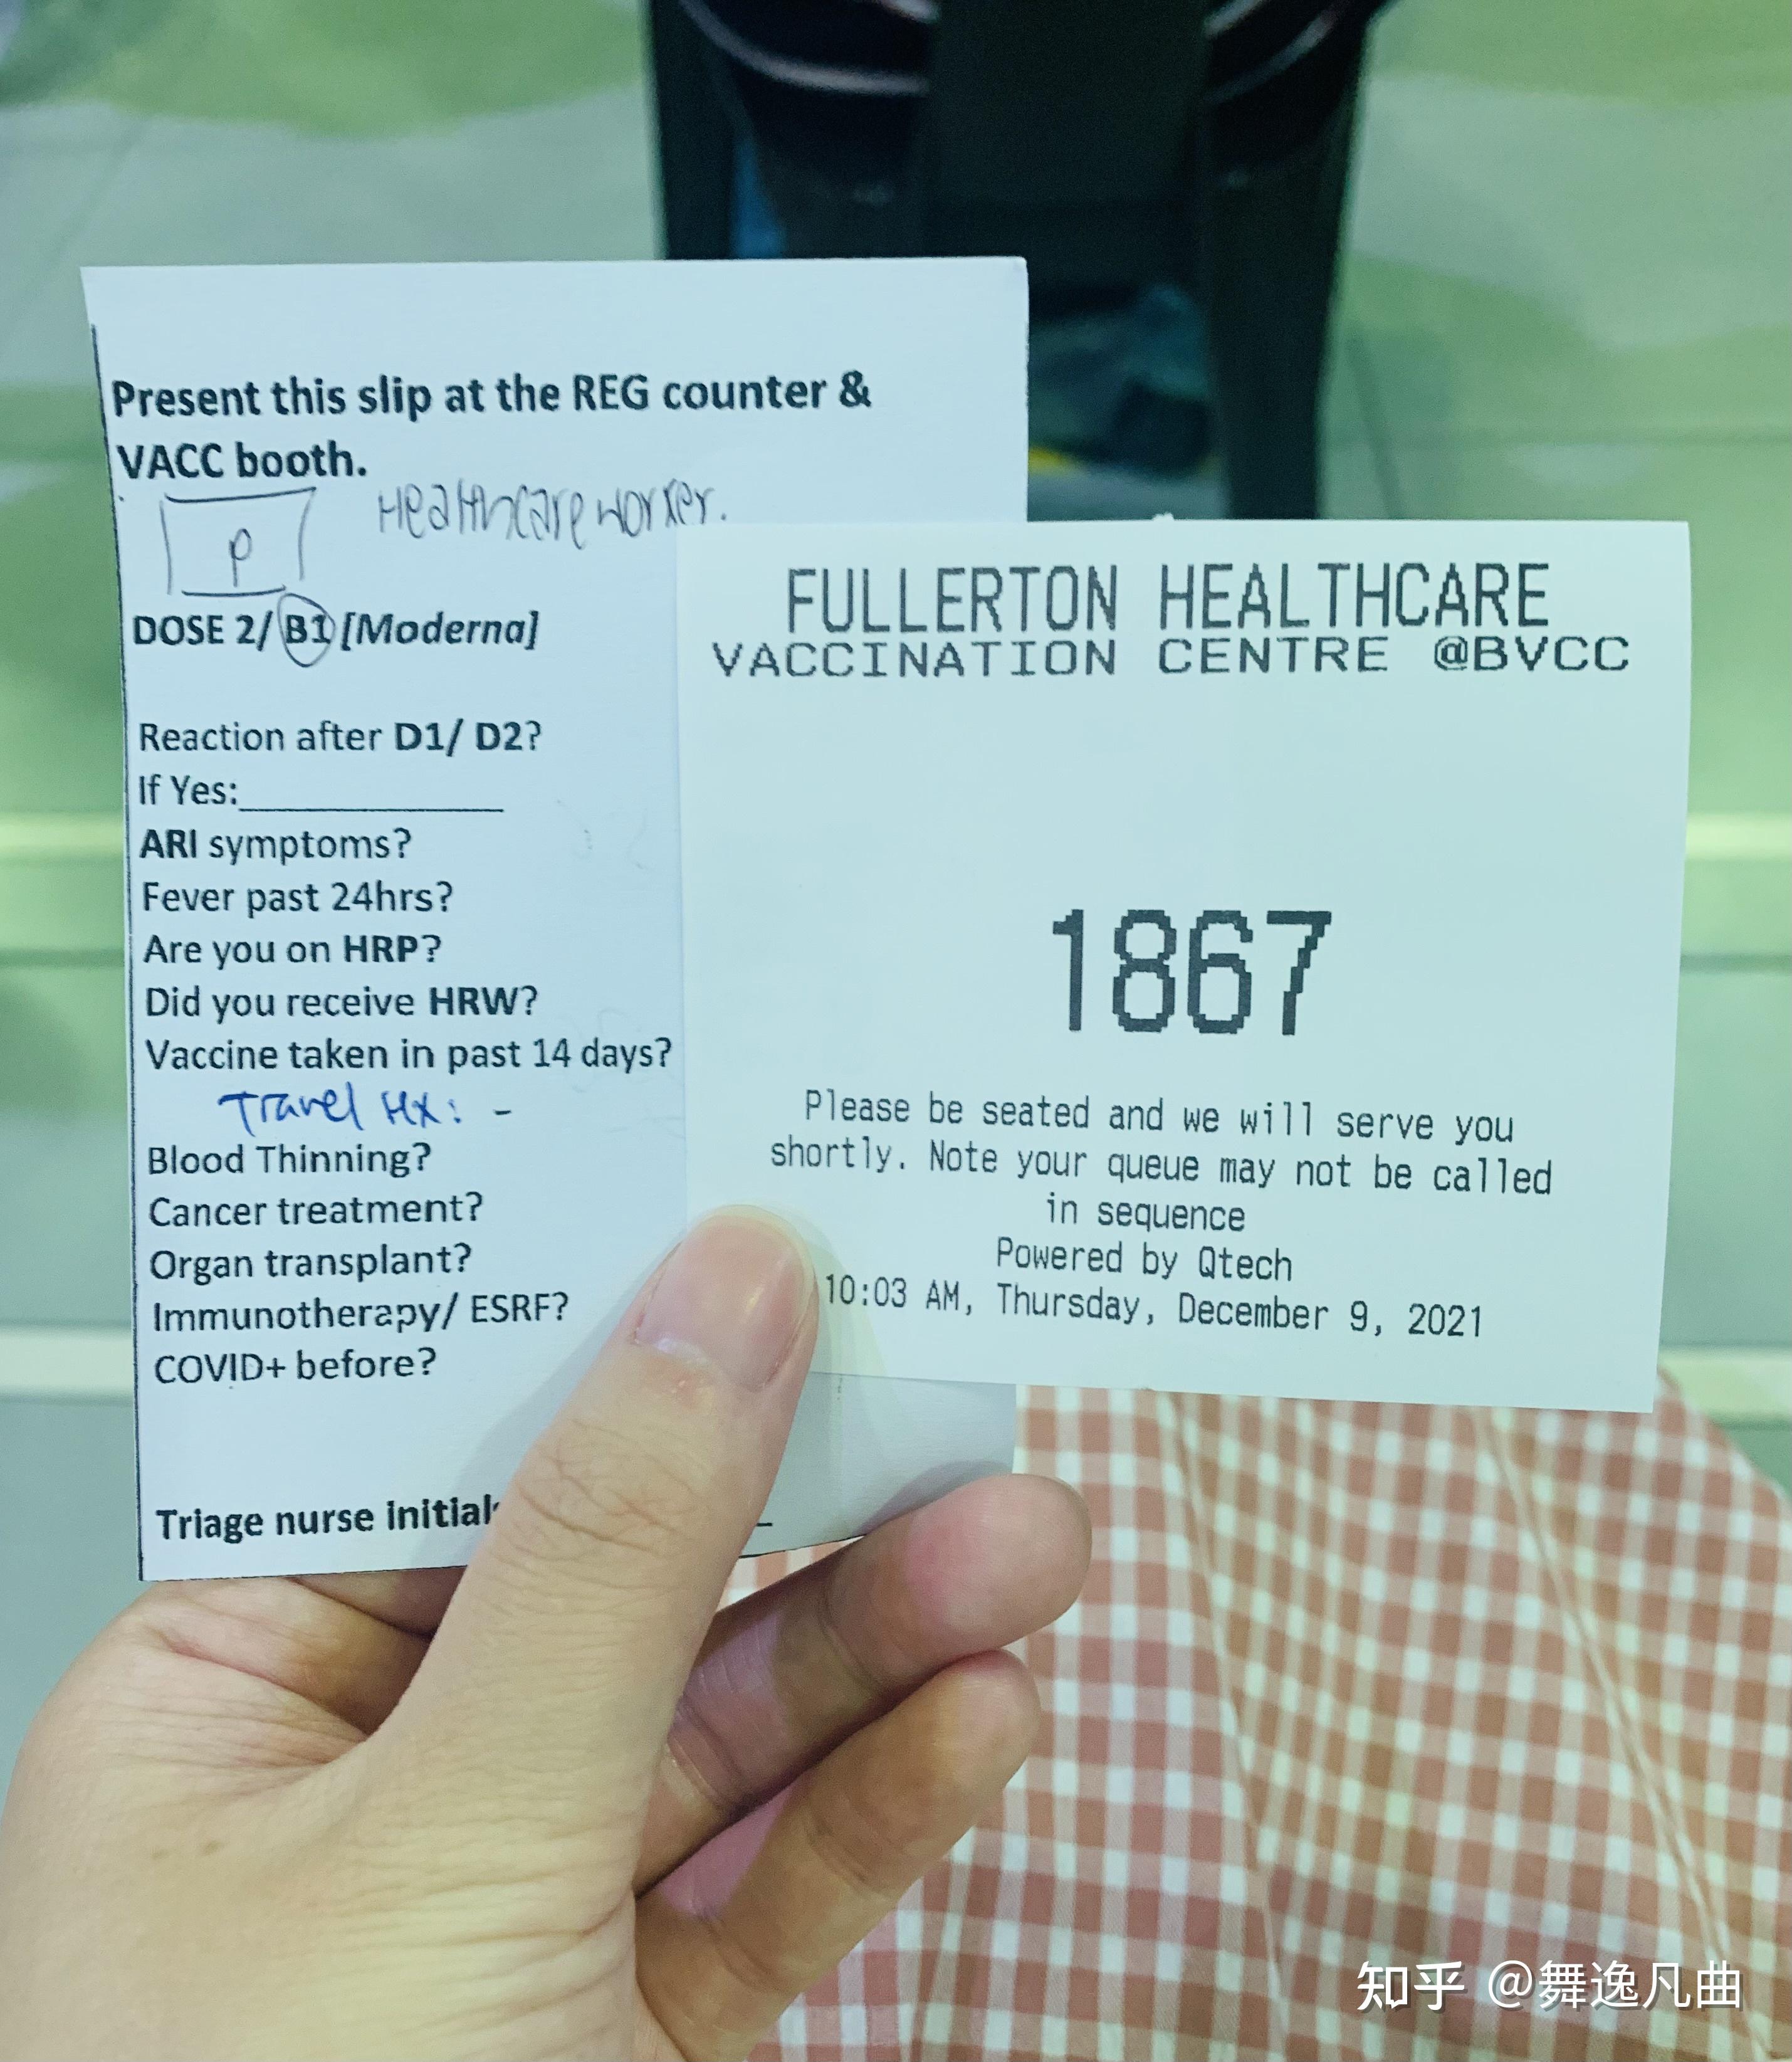 Present this slip at the REG counter &
VACC booth.
P Healthcare worker.
DOSE 2/ B1 [Moderna]
Reaction after D1/ D2?
If Yes:______________
ARI symptoms?
Fever past 24hrs?
Are you on HRP?
Did you receive HRW?
Vaccine taken in past 14 days?
Travel Hx: -
Blood Thinning?
Cancer treatment?
Organ transplant?
Immunotherapy/ ESRF?
COVID+ before?
Triage nurse initial
FULLERTON HEALTHCARE
VACCINATION CENTRE @BVCC
1867
Please be seated and we will serve you
shortly. Note your queue may not be called
in sequence
Powered by Qtech
10:03 AM, Thursday, December 9, 2021
知乎 @舞逸凡曲